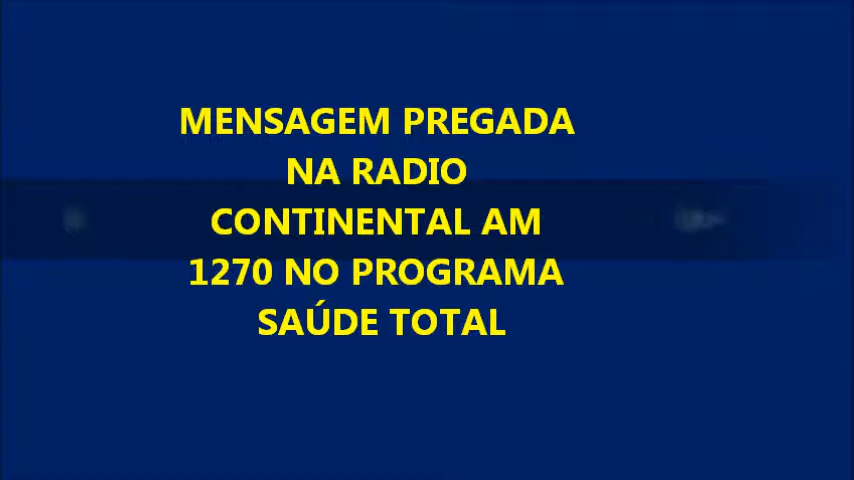 MENSAGEM PREGADA
NA RADIO
CONTINENTAL AM
1270 NO PROGRAMA
SAÚDE TOTAL